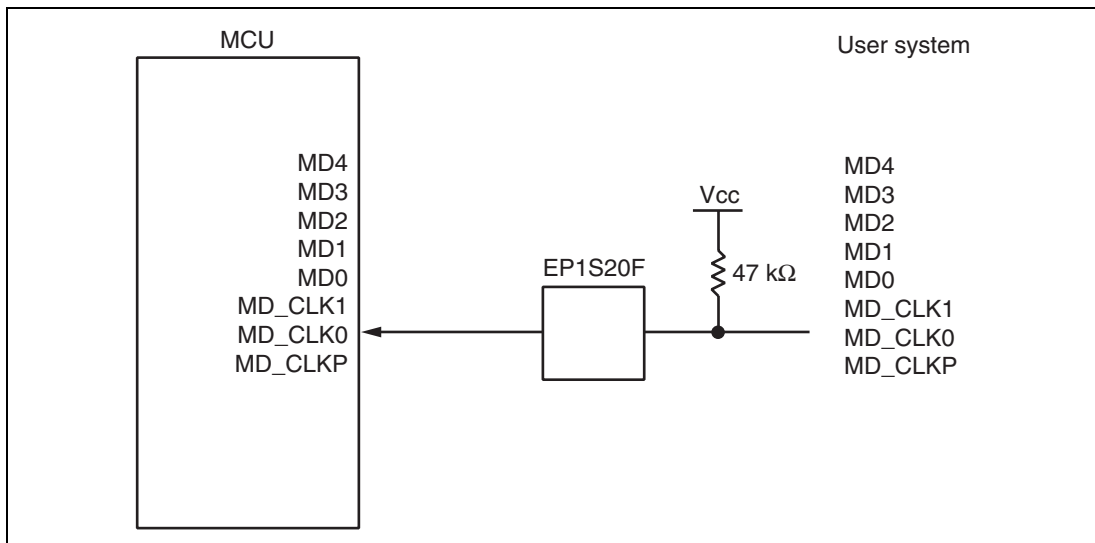 MCU
User system
MD4
MD3
MD2
MD1
MD0
MD_CLK1
MD_CLK0
MD_CLKP
EP1S20F
Vcc
47 kΩ
MD4
MD3
MD2
MD1
MD0
MD_CLK1
MD_CLK0
MD_CLKP